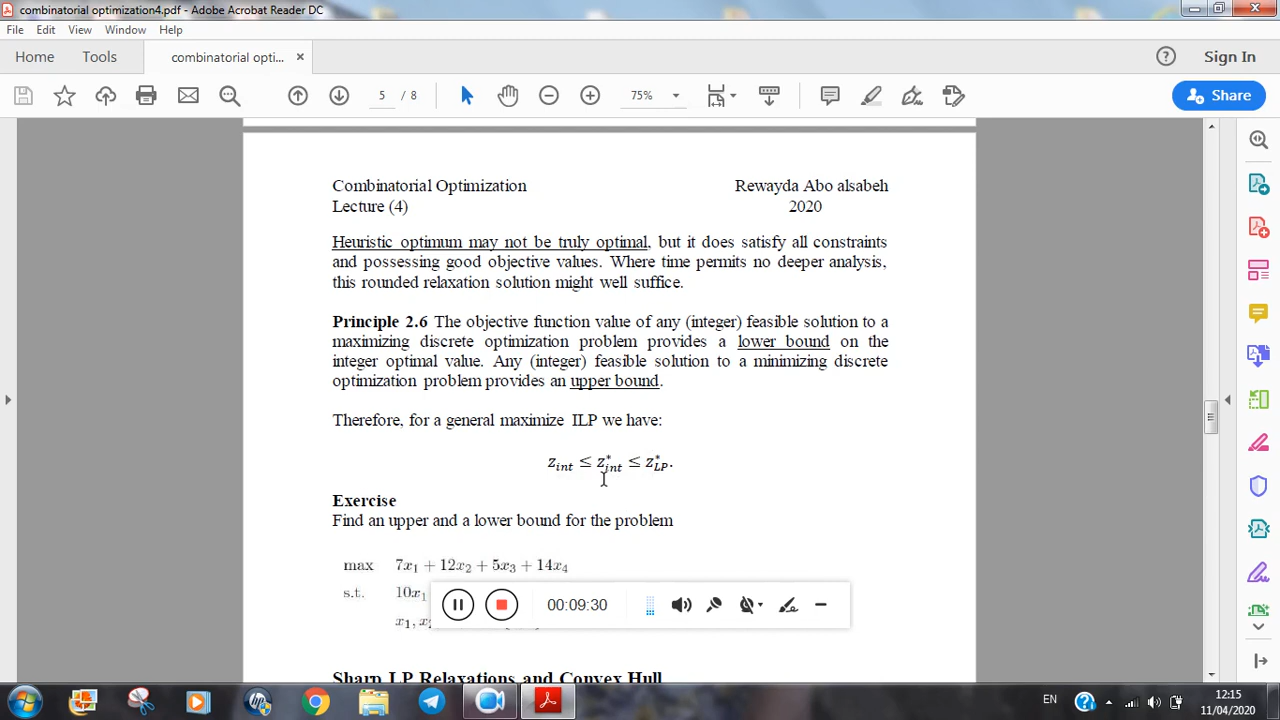 combinatorial optimization4.pdf - Adobe Acrobat Reader DC
File Edit View Window Help
Home Tools combinatorial opti... × Sign In
5 / 8 75% Share
Combinatorial Optimization Rewayda Abo alsabeh
Lecture (4) 2020
Heuristic optimum may not be truly optimal, but it does satisfy all constraints
and possessing good objective values. Where time permits no deeper analysis,
this rounded relaxation solution might well suffice.
Principle 2.6 The objective function value of any (integer) feasible solution to a
maximizing discrete optimization problem provides a lower bound on the
integer optimal value. Any (integer) feasible solution to a minimizing discrete
optimization problem provides an upper bound.
Therefore, for a general maximize ILP we have:
z_int ≤ z*_int ≤ z*_LP.
Exercise
Find an upper and a lower bound for the problem
max 7x₁ + 12x₂ + 5x₃ + 14x₄
s.t. 10x₁
x₁, x₂
00:09:30
Sharp LP Relaxations and Convex Hull
EN 12:15
11/04/2020